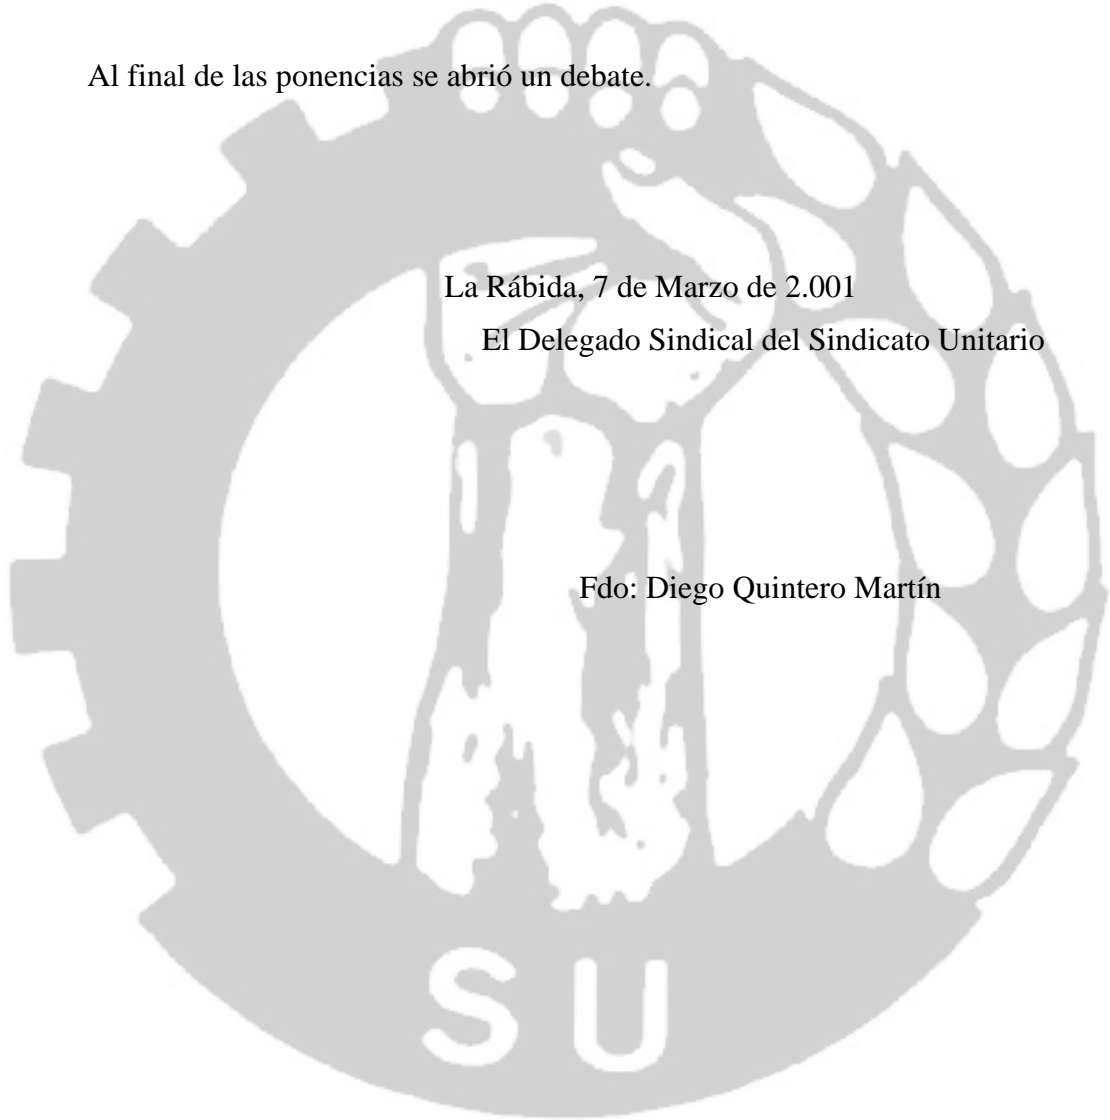 Al final de las ponencias se abrió un debate.
La Rábida, 7 de Marzo de 2.001
El Delegado Sindical del Sindicato Unitario
Fdo: Diego Quintero Martín
SU